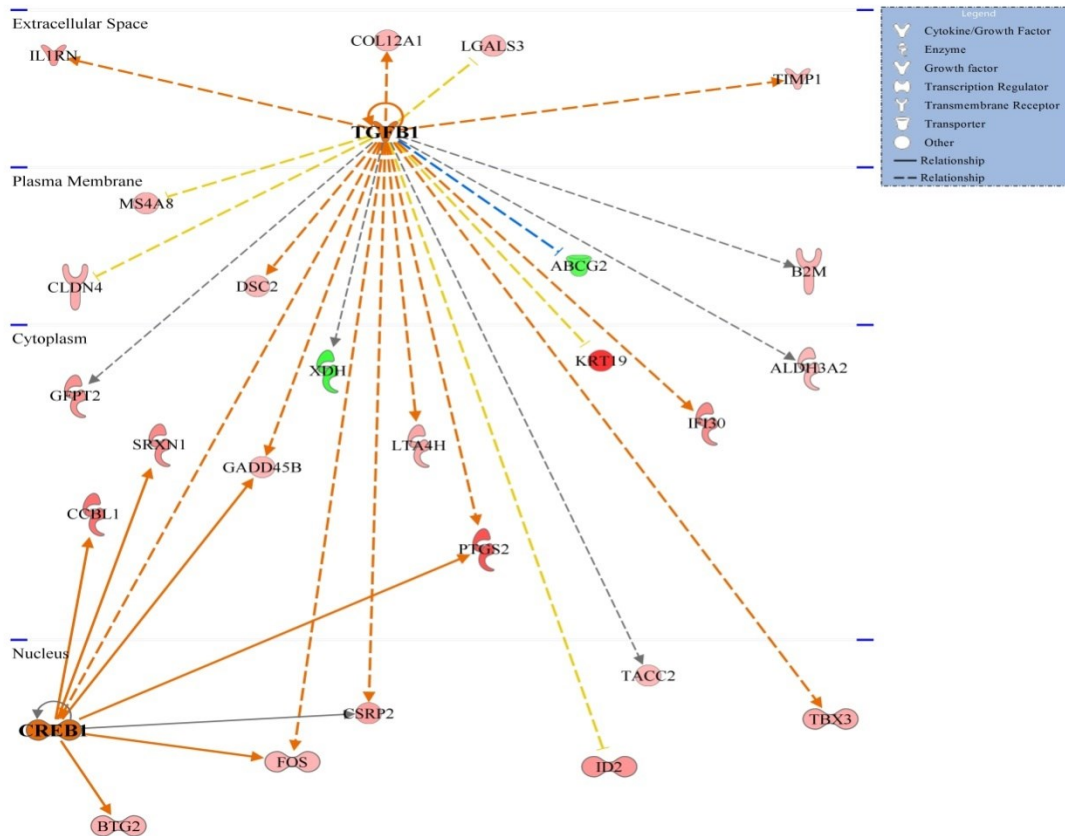 Extracellular Space
IL1RN
COL12A1
LGALS3
TIMP1
TGFB1
Plasma Membrane
MS4A8
CLDN4
DSC2
ABCG2
B2M
Cytoplasm
GFPT2
XDH
KRT19
ALDH3A2
SRXN1
GADD45B
LTA4H
IFI30
CCBL1
PTGS2
Nucleus
TACC2
CREB1
CSRP2
TBX3
FOS
ID2
BTG2
Legend
Cytokine/Growth Factor
Enzyme
Growth factor
Transcription Regulator
Transmembrane Receptor
Transporter
Other
Relationship
Relationship